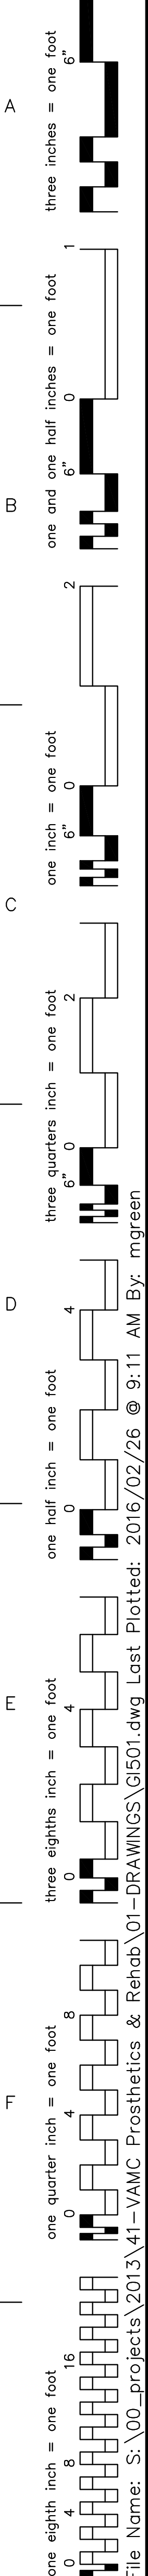 A
B
C
D
E
F
three inches = one foot
6"
one and one half inches = one foot
6" 0 1
one inch = one foot
6" 0 2
three quarters inch = one foot
6" 0 2
one half inch = one foot
0 4
three eighths inch = one foot
0 4
one quarter inch = one foot
0 4 8
one eighth inch = one foot
0 4 8 16
File Name: S:\00_projects\2013\41-VAMC Prosthetics & Rehab\01-DRAWINGS\GI501.dwg Last Plotted: 2016/02/26 @ 9:11 AM By: mgreen